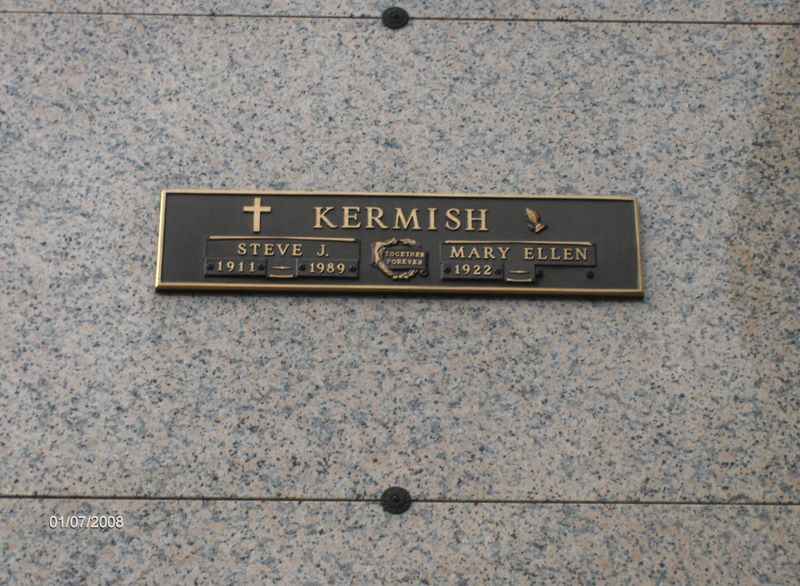 KERMISH
STEVE J.
1911 1989
TOGETHER
FOREVER
MARY ELLEN
1922
01/07/2008